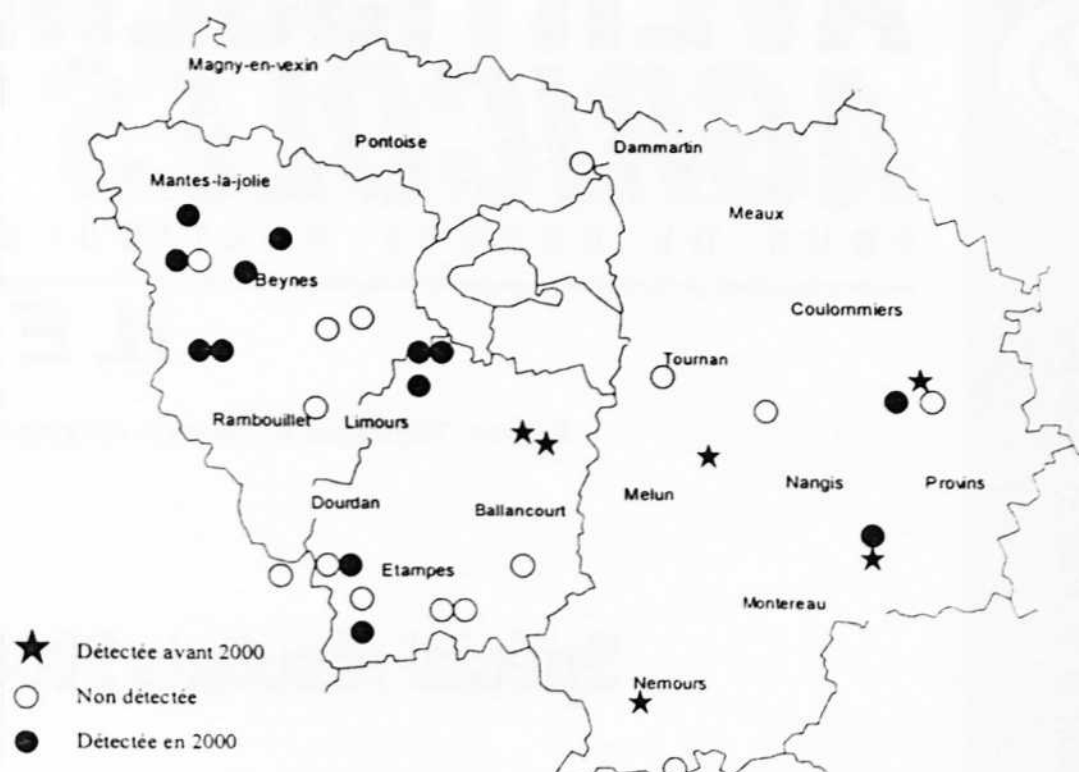 Magny-en-vexin
Pontoise
Dammartin
Mantes-la-jolie
Meaux
Beynes
Coulommiers
Tournan
Rambouillet
Limours
Melun
Nangis
Provins
Dourdan
Ballancourt
Etampes
Montereau
Détectée avant 2000
Nemours
Non détectée
Détectée en 2000